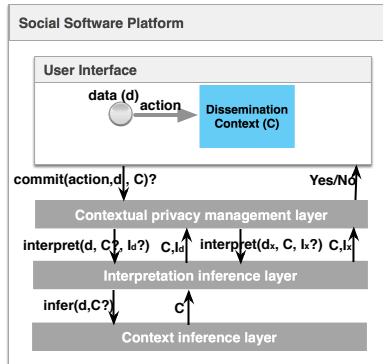 Social Software Platform
User Interface
data (d)
action
Dissemination
Context (C)
commit(action,d , C)?
Yes/No
Contextual privacy management layer
interpret(d, C?, Id?)
C,Id
interpret(dx, C, Ix?)
C,Ix
Interpretation inference layer
infer(d,C?)
C
Context inference layer